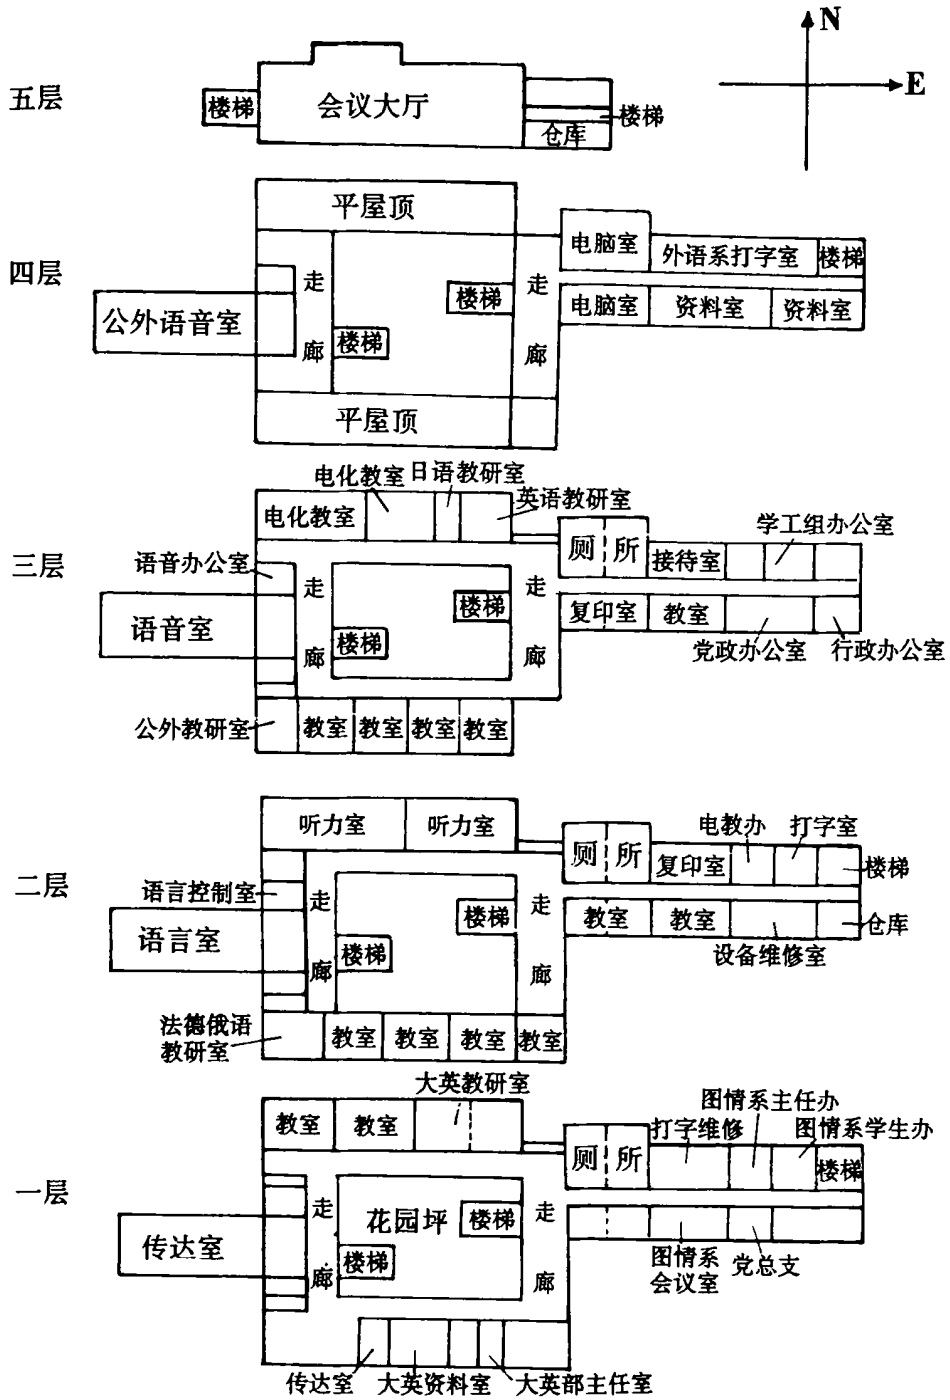 N
E
五层
楼梯
会议大厅
楼梯
仓库
四层
平屋顶
走
廊
公外语音室
楼梯
楼梯
走
廊
电脑室
外语系打字室
楼梯
电脑室
资料室
资料室
平屋顶
三层
电化教室
日语教研室
英语教研室
电化教室
语音办公室
走
廊
语音室
楼梯
楼梯
走
廊
厕所
接待室
学工组办公室
复印室
教室
党政办公室
行政办公室
公外教研室
教室
教室
教室
教室
二层
听力室
听力室
语言控制室
走
廊
语言室
楼梯
楼梯
走
廊
厕所
复印室
电教办
打字室
楼梯
教室
教室
设备维修室
仓库
法德俄语
教研室
教室
教室
教室
教室
一层
大英教研室
教室
教室
走
廊
传达室
花园坪
楼梯
楼梯
走
廊
厕所
打字维修
图情系主任办
图情系学生办
楼梯
图情系
会议室
党总支
传达室
大英资料室
大英部主任室